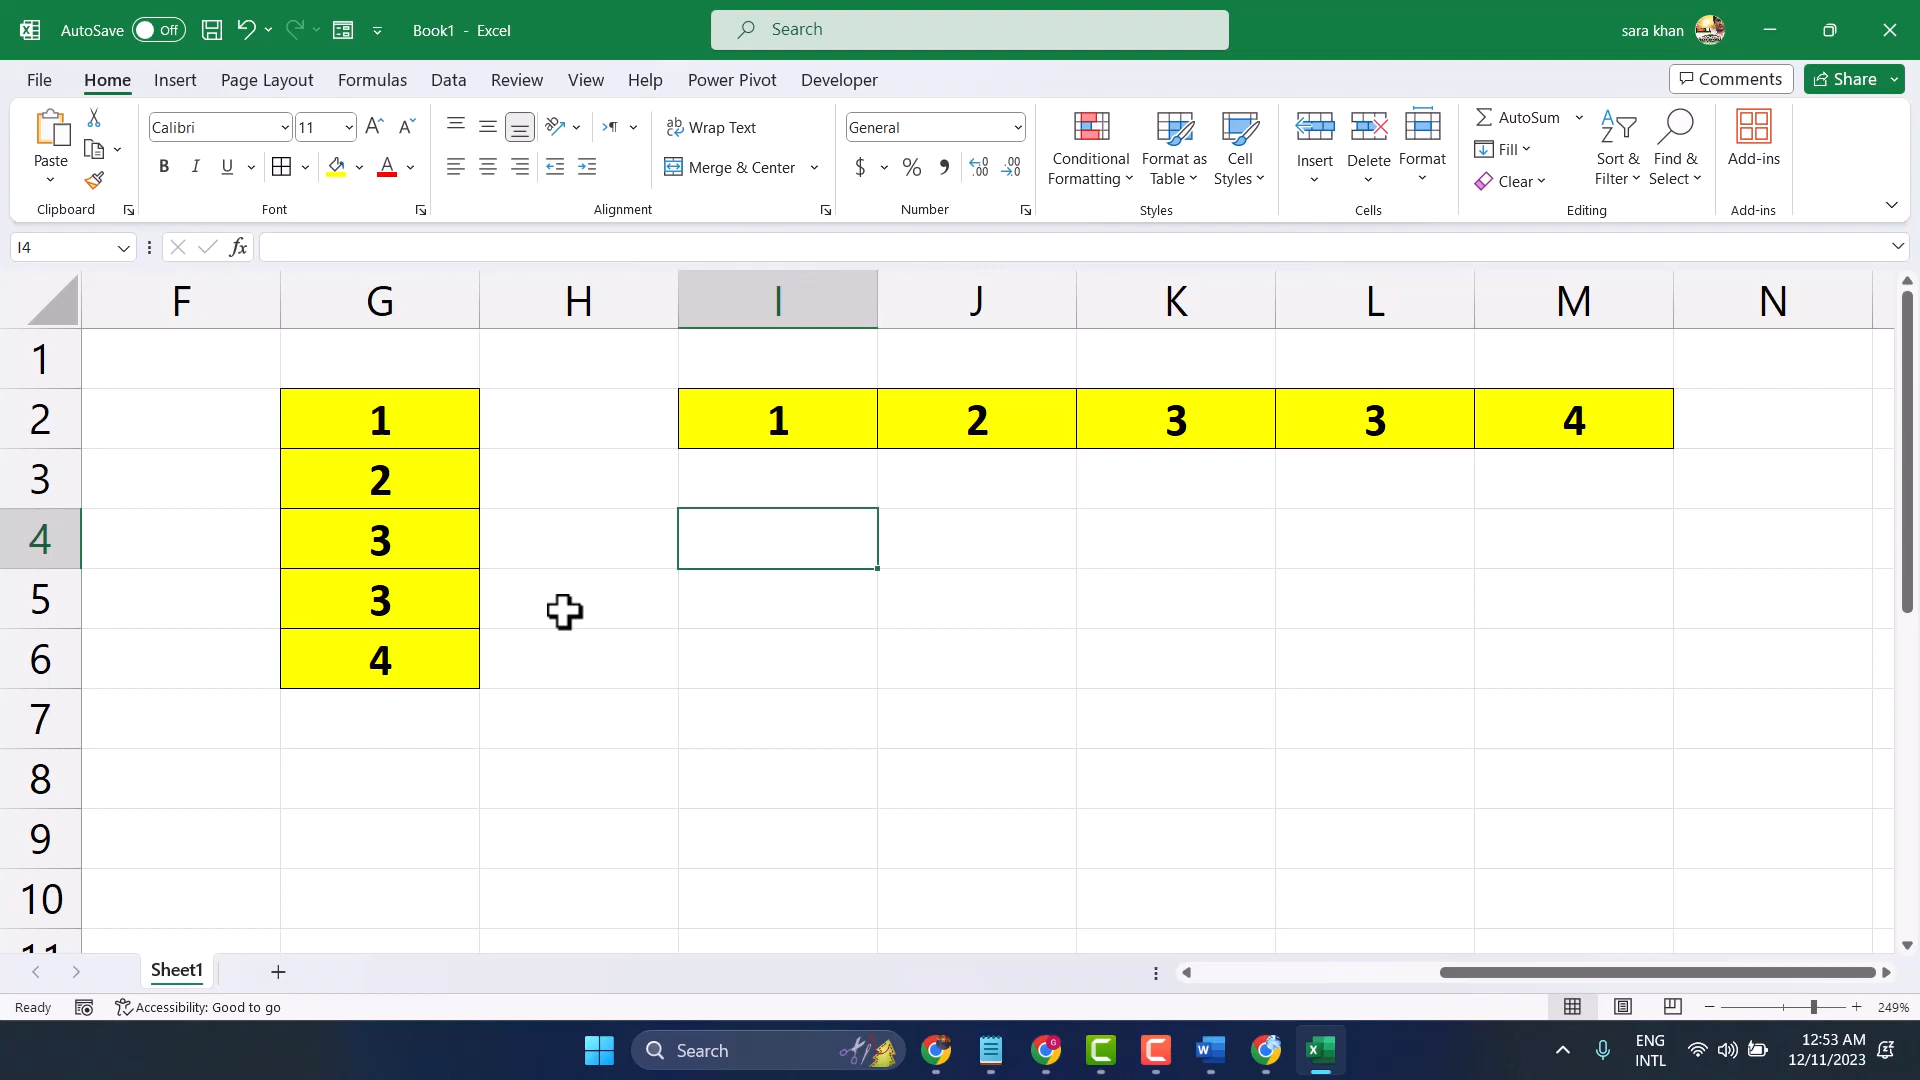 AutoSave Off Book1 - Excel Search sara khan
File Home Insert Page Layout Formulas Data Review View Help Power Pivot Developer Comments Share
Paste
Clipboard
Calibri 11
B I U A
Font
ab Wrap Text
Merge & Center
Alignment
General
$ % ,
Number
Conditional Formatting
Format as Table
Cell Styles
Styles
Insert Delete Format
Cells
AutoSum
Fill
Clear
Sort & Filter
Find & Select
Editing
Add-ins
Add-ins
I4 fx
F G H I J K L M N
1
2 1 1 2 3 3 4
3 2
4 3
5 3
6 4
7
8
9
10
11
Sheet1
Ready Accessibility: Good to go 249%
Search
ENG
INTL
12:53 AM
12/11/2023